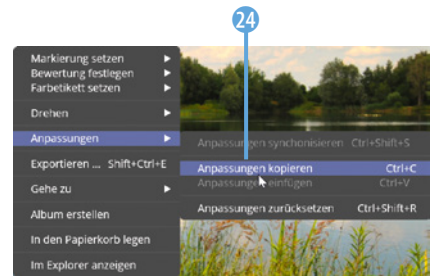 24
Markierung setzen
Bewertung festlegen
Farbetikett setzen
Drehen
Anpassungen
Anpassungen synchonisieren Ctrl+Shift+S
Exportieren ... Shift+Ctrl+E
Anpassungen kopieren Ctrl+C
Anpassungen einfügen Ctrl+V
Gehe zu
Anpassungen zurücksetzen Ctrl+Shift+R
Album erstellen
In den Papierkorb legen
Im Explorer anzeigen